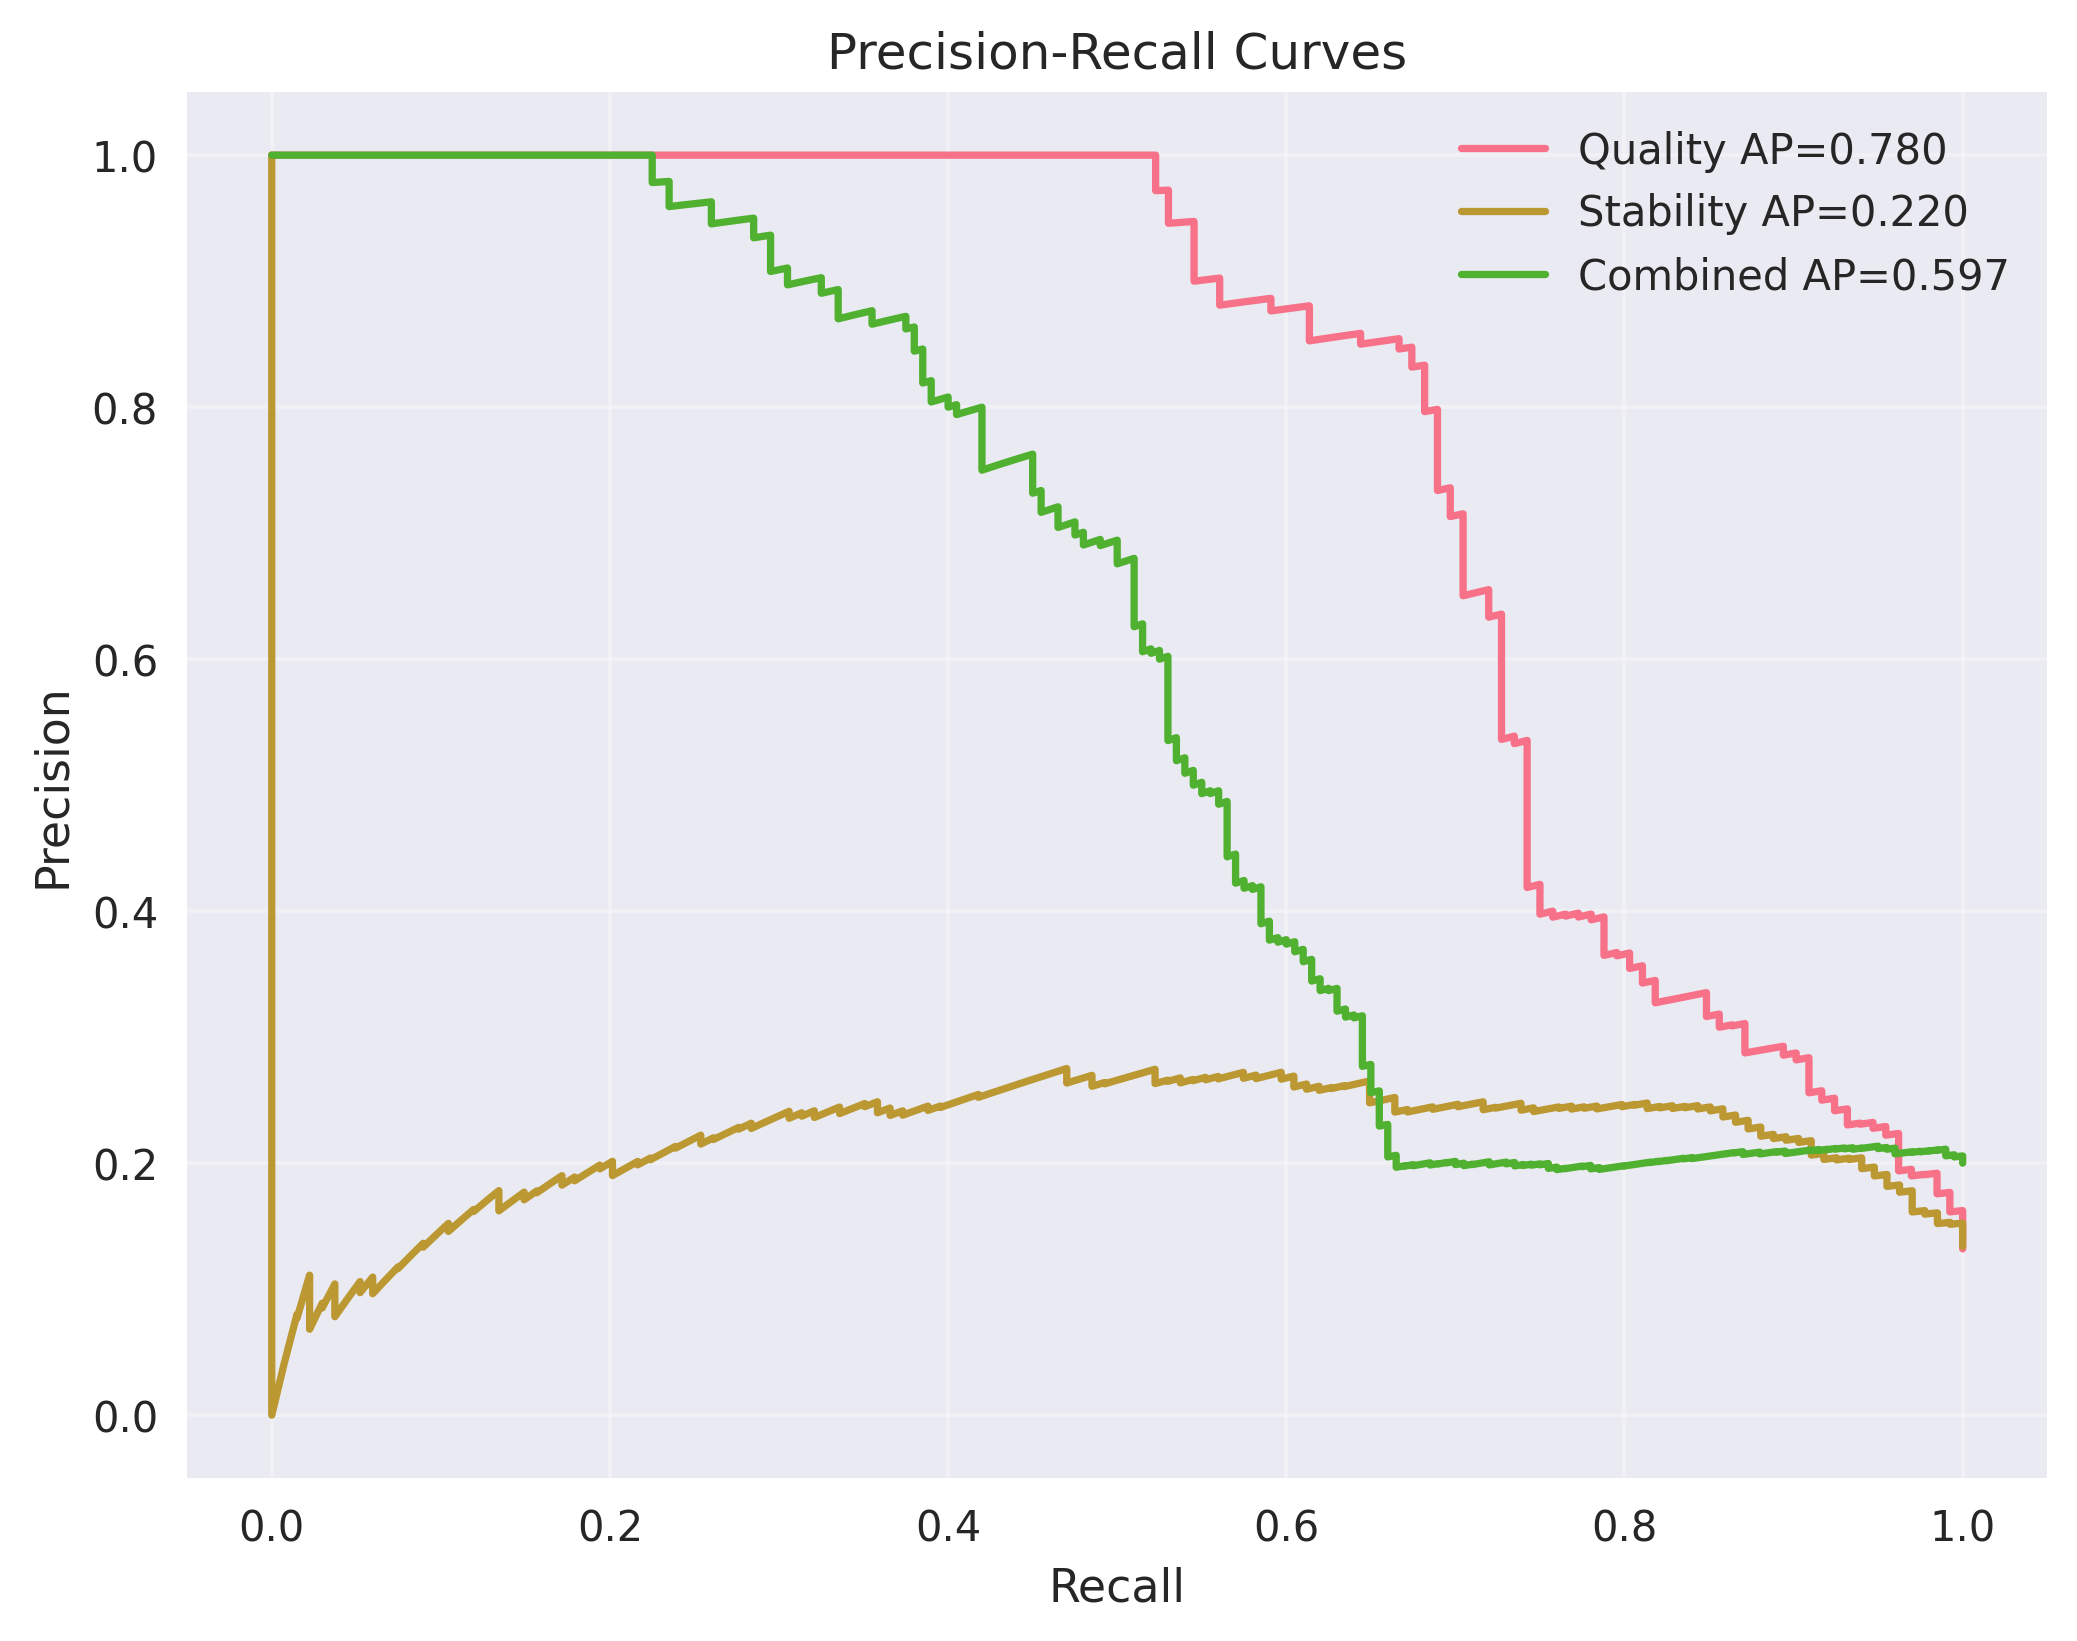 Precision-Recall Curves
Quality AP=0.780
Stability AP=0.220
Combined AP=0.597
Precision
1.0
0.8
0.6
0.4
0.2
0.0
0.0 0.2 0.4 0.6 0.8 1.0
Recall